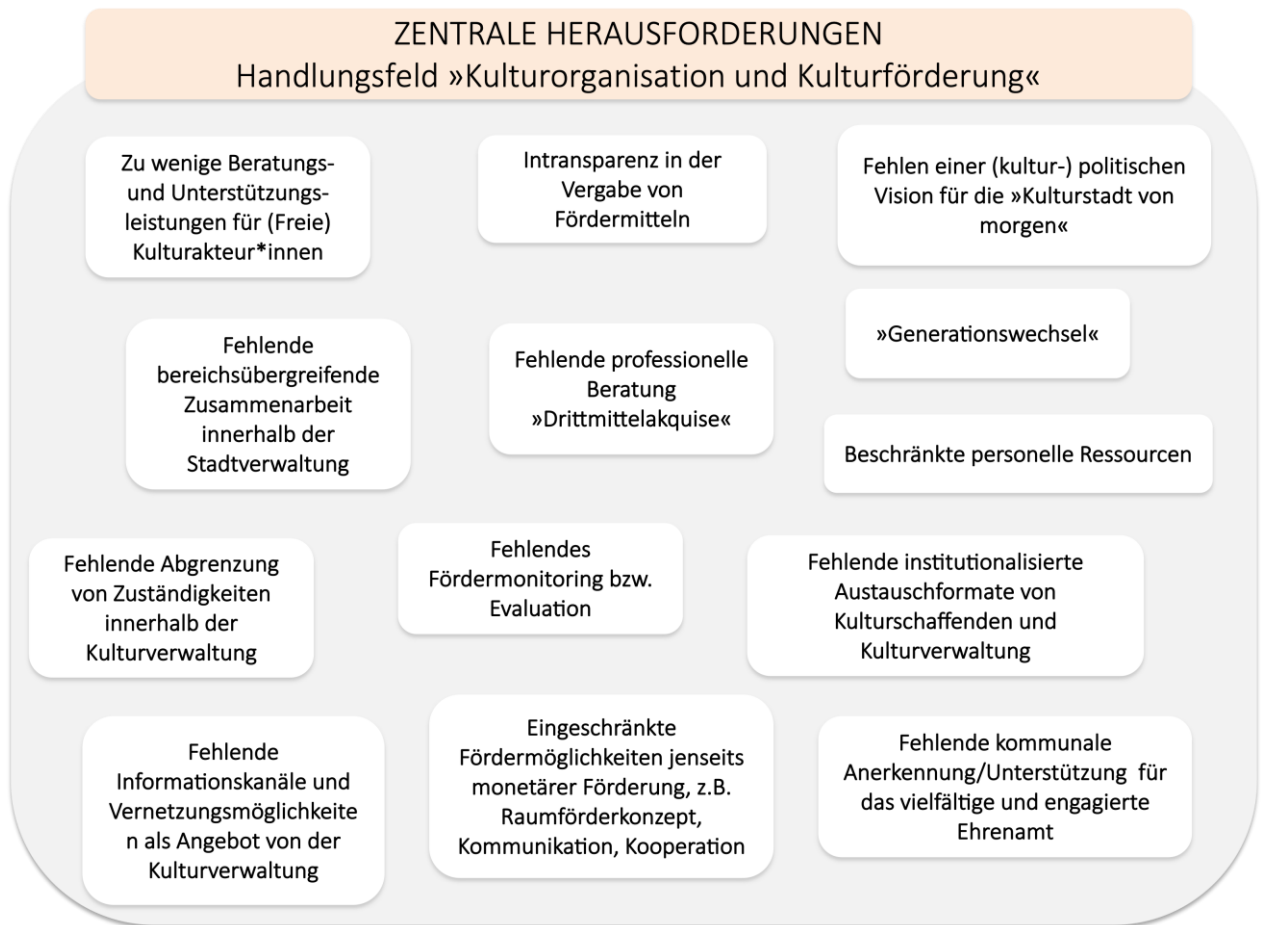 ZENTRALE HERAUSFORDERUNGEN
Handlungsfeld »Kulturorganisation und Kulturförderung«
Zu wenige Beratungs-
und Unterstützungs-
leistungen für (Freie)
Kulturakteur*innen
Intransparenz in der
Vergabe von
Fördermitteln
Fehlen einer (kultur-) politischen
Vision für die »Kulturstadt von
morgen«
»Generationswechsel«
Fehlende
bereichsübergreifende
Zusammenarbeit
innerhalb der
Stadtverwaltung
Fehlende professionelle
Beratung
»Drittmittelakquise«
Beschränkte personelle Ressourcen
Fehlende Abgrenzung
von Zuständigkeiten
innerhalb der
Kulturverwaltung
Fehlendes
Fördermonitoring bzw.
Evaluation
Fehlende institutionalisierte
Austauschformate von
Kulturschaffenden und
Kulturverwaltung
Fehlende
Informationskanäle und
Vernetzungsmöglichkeite
n als Angebot von der
Kulturverwaltung
Eingeschränkte
Fördermöglichkeiten jenseits
monetärer Förderung, z.B.
Raumförderkonzept,
Kommunikation, Kooperation
Fehlende kommunale
Anerkennung/Unterstützung für
das vielfältige und engagierte
Ehrenamt